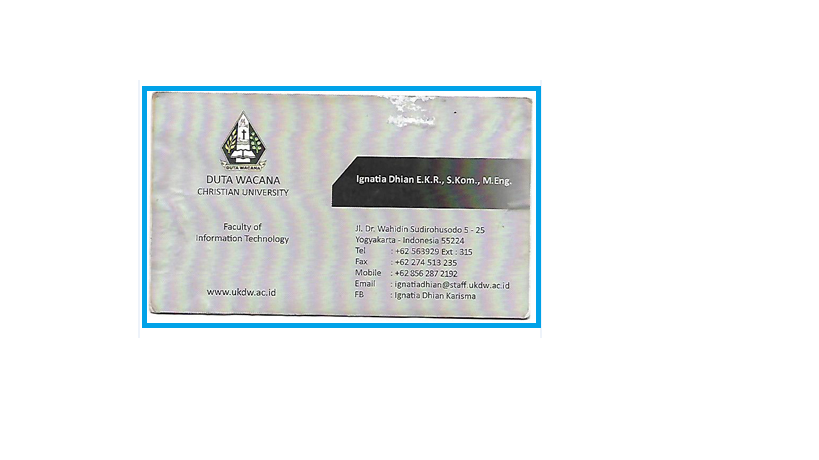 DUTA WACANA
DUTA WACANA
CHRISTIAN UNIVERSITY
Faculty of
Information Technology
www.ukdw.ac.id
Ignatia Dhian E.K.R., S.Kom., M.Eng.
Jl. Dr. Wahidin Sudirohusodo 5 - 25
Yogyakarta - Indonesia 55224
Tel : +62 563929 Ext : 315
Fax : +62 274 513 235
Mobile : +62 856 287 2192
Email : ignatiadhian@staff.ukdw.ac.id
FB : Ignatia Dhian Karisma